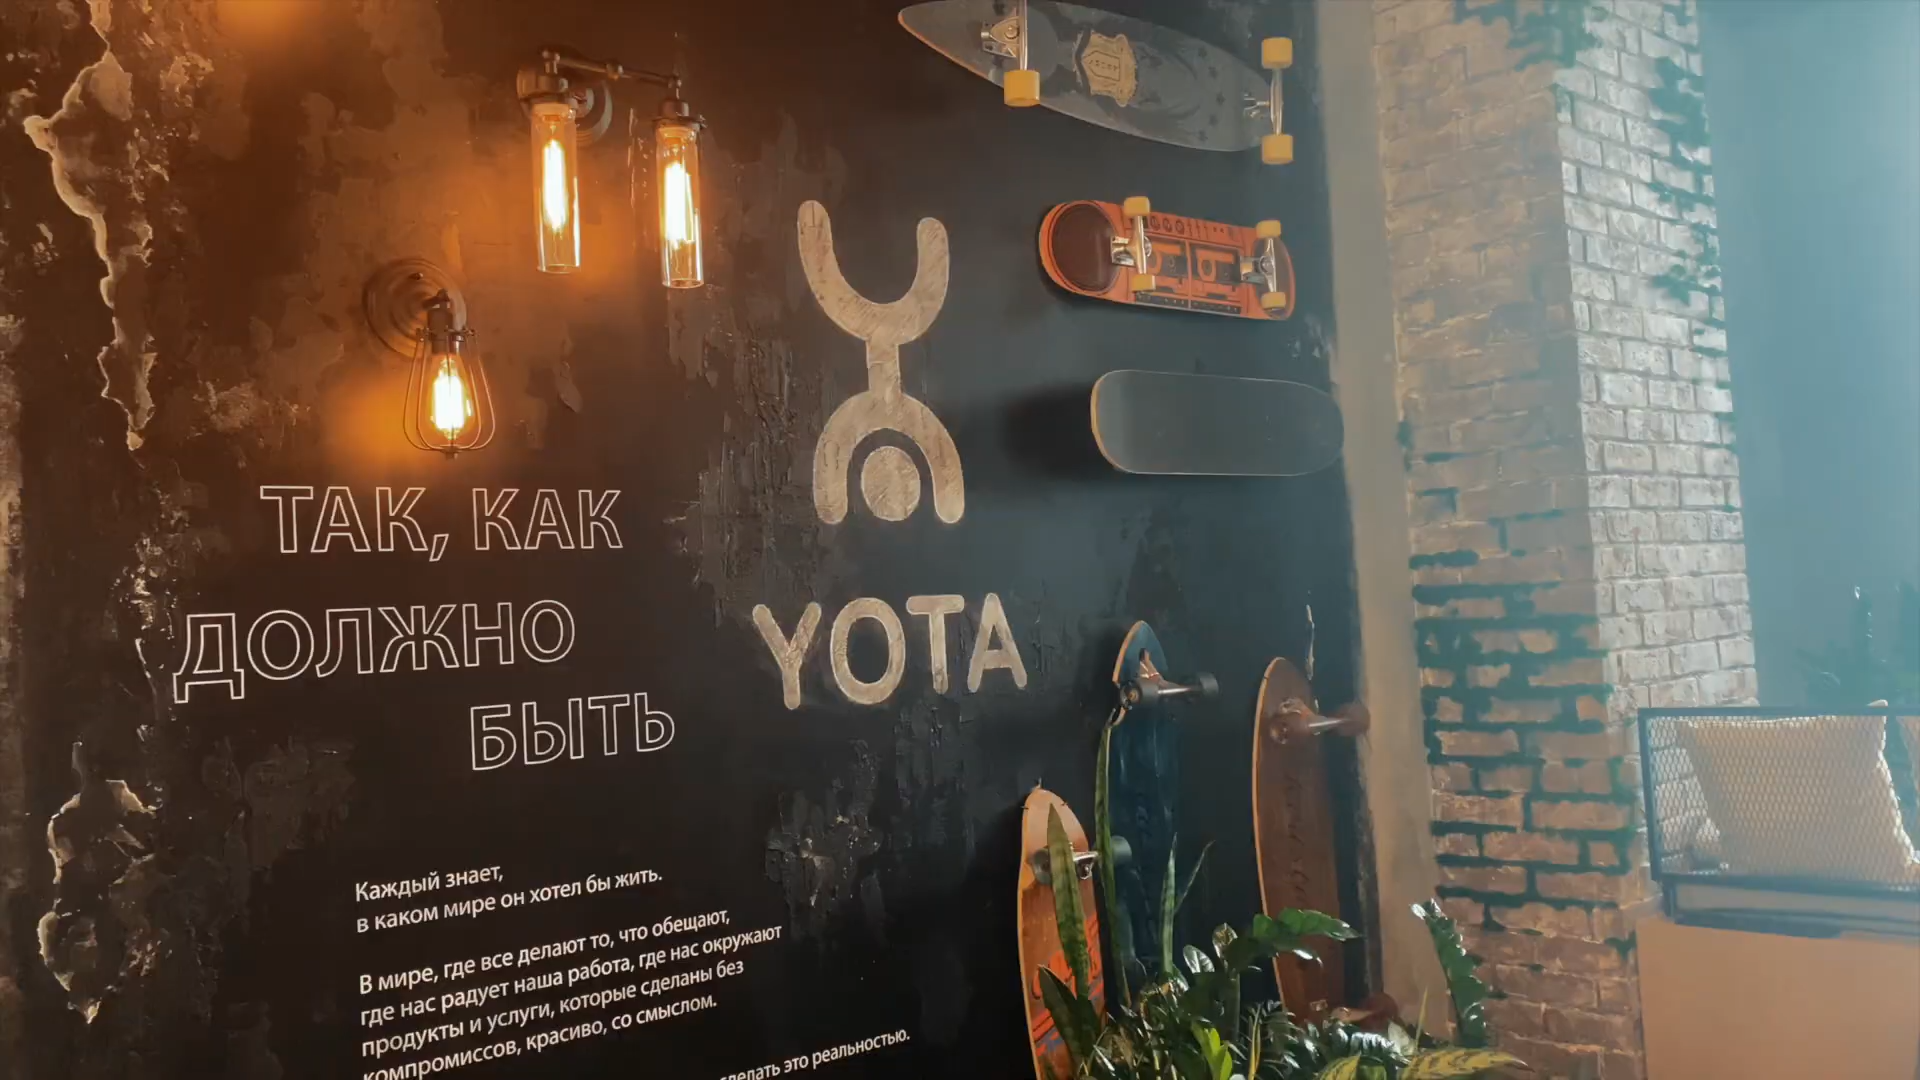 ТАК, КАК
ДОЛЖНО
БЫТЬ
YOTA
Каждый знает,
в каком мире он хотел бы жить.
В мире, где все делают то, что обещают,
где нас радует наша работа, где нас окружают
продукты и услуги, которые сделаны без
компромиссов, красиво, со смыслом.
сделать это реальностью.